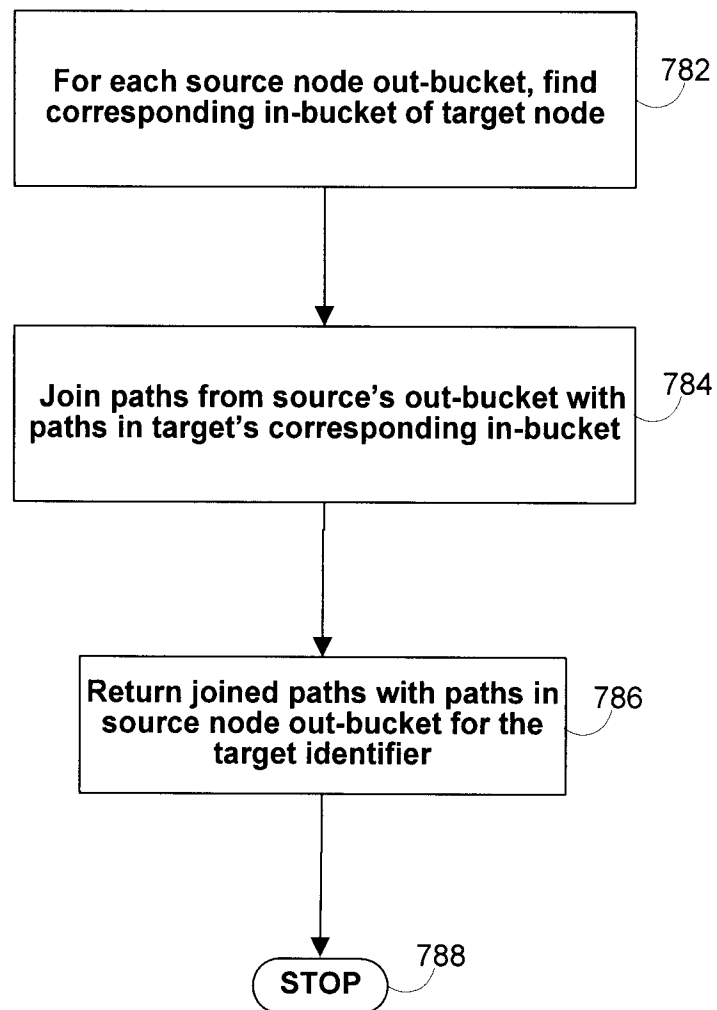 For each source node out-bucket, find
corresponding in-bucket of target node
782
Join paths from source's out-bucket with
paths in target's corresponding in-bucket
784
Return joined paths with paths in
source node out-bucket for the
target identifier
786
STOP
788